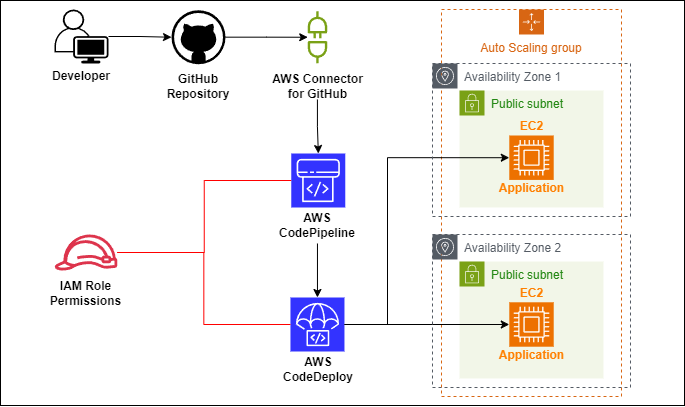 Developer
GitHub
Repository
AWS Connector
for GitHub
Auto Scaling group
Availability Zone 1
Public subnet
EC2
Application
AWS
CodePipeline
IAM Role
Permissions
Availability Zone 2
Public subnet
EC2
Application
AWS
CodeDeploy